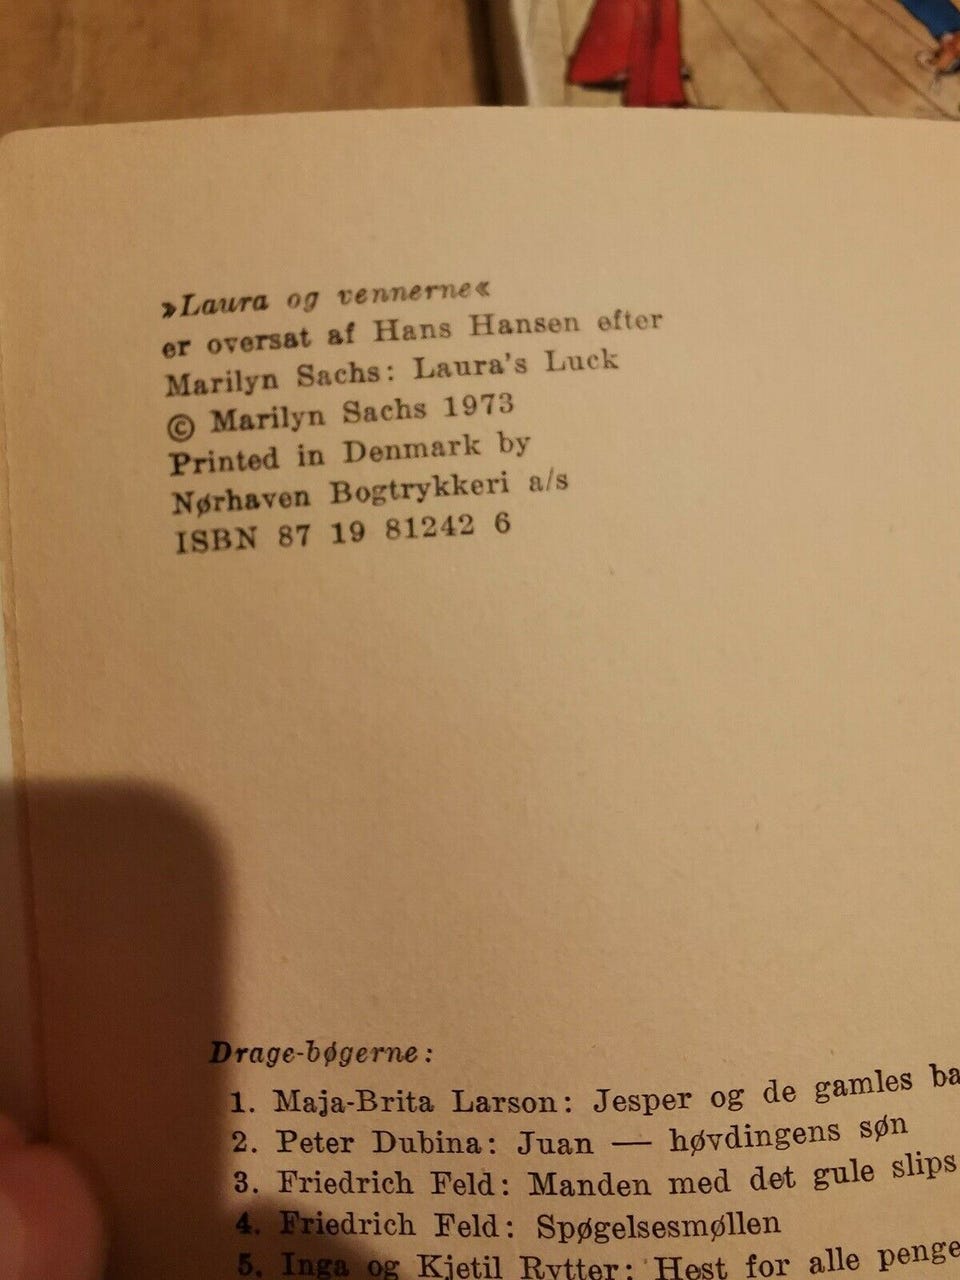 »Laura og vennerne«
er oversat af Hans Hansen efter
Marilyn Sachs: Laura's Luck
© Marilyn Sachs 1973
Printed in Denmark by
Nørhaven Bogtrykkeri a/s
ISBN 87 19 81242 6
Drage-bøgerne:
1. Maja-Brita Larson: Jesper og de gamles ba
2. Peter Dubina: Juan — høvdingens søn
3. Friedrich Feld: Manden med det gule slips
4. Friedrich Feld: Spøgelsesmøllen
5. Inga og Kjetil Rytter: Hest for alle penge